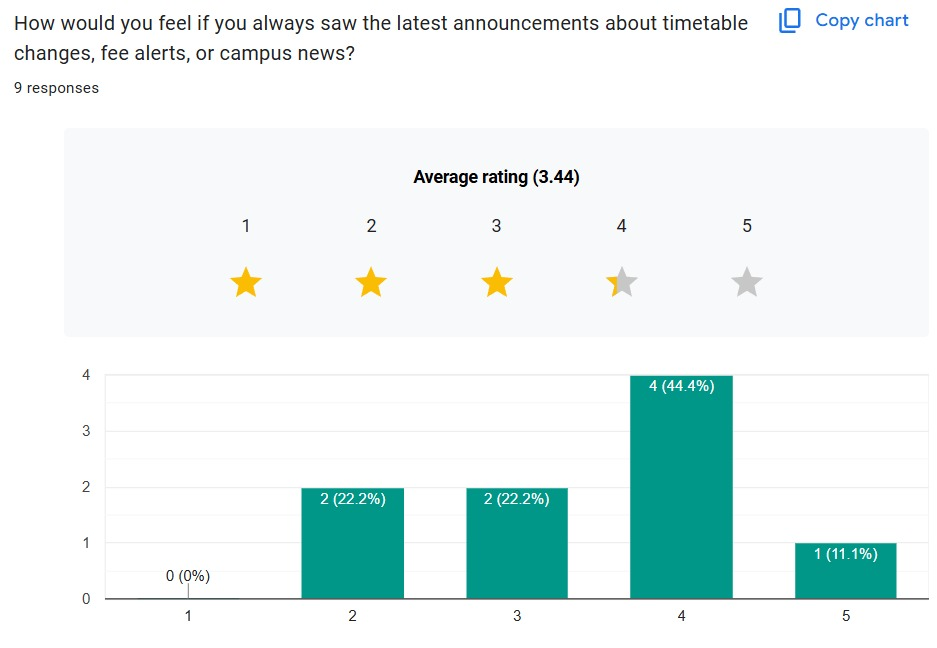 How would you feel if you always saw the latest announcements about timetable
changes, fee alerts, or campus news?
Copy chart
9 responses
Average rating (3.44)
1 2 3 4 5
4
3
2
1
0
0 (0%)
2 (22.2%)
2 (22.2%)
4 (44.4%)
1 (11.1%)
1 2 3 4 5